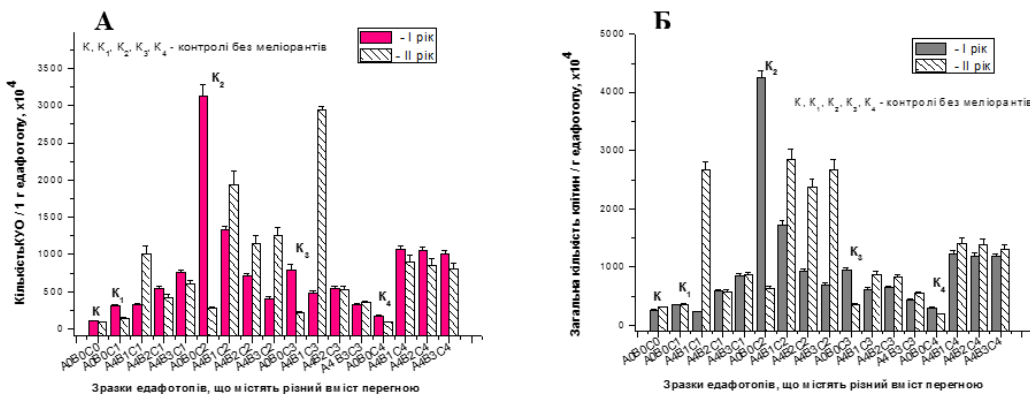 А
К, К1, К2, К3, К4 - контролі без меліорантів
- І рік
- ІІ рік
КількістьКУО / 1 г едафотопу, х10^4
3500
3000
2500
1250
1000
500
0
К
К1
К2
К3
К4
A0B0C0
A0B0C1
A4B1C1
A4B2C1
A4B3C1
A0B0C2
A4B1C2
A4B2C2
A4B3C2
A0B0C3
A4B1C3
A4B2C3
A4B3C3
A0B0C4
A4B1C4
A4B2C4
A4B3C4
Зразки едафотопів, що містять різний вміст перегною
Б
- І рік
- ІІ рік
К, К1, К2, К3, К4 - контролі без меліорантів
Загальна кількість клітин / г едафотопу, х10^4
5000
4000
3000
2000
1000
0
К
К1
К2
К3
К4
A0B0C0
A0B0C1
A4B1C1
A4B2C1
A4B3C1
A0B0C2
A4B1C2
A4B2C2
A4B3C2
A0B0C3
A4B1C3
A4B2C3
A4B3C3
A0B0C4
A4B1C4
A4B2C4
A4B3C4
Зразки едафотопів, що містять різний вміст перегною